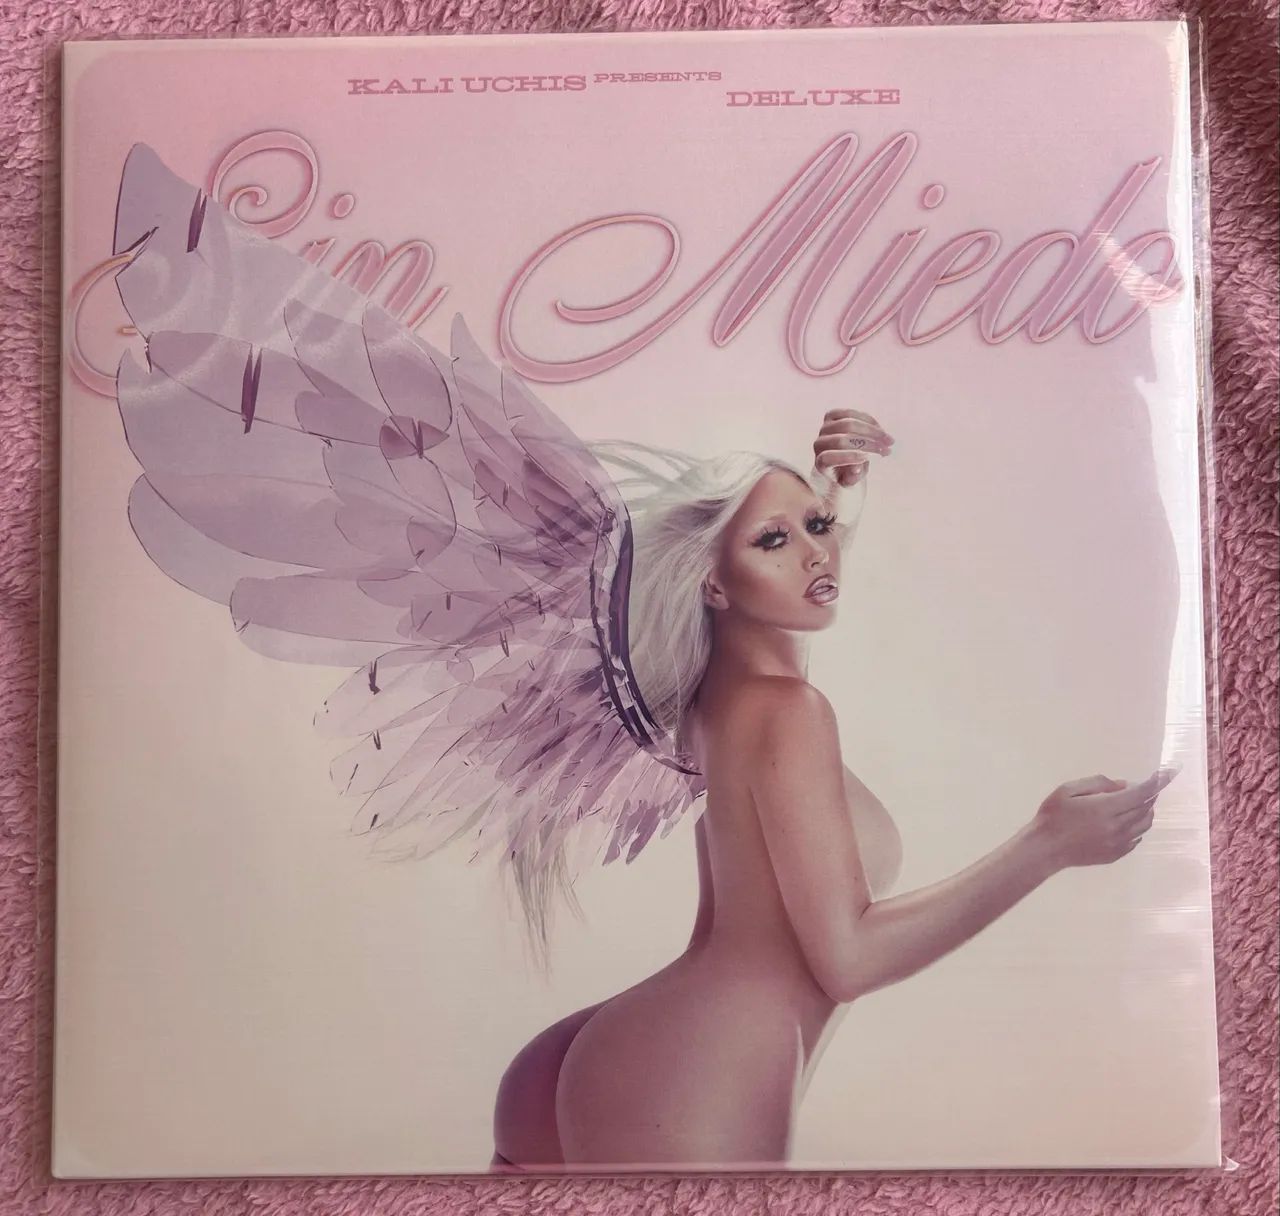 KALI UCHIS PRESENTS
DELUXE
Sin Miedo